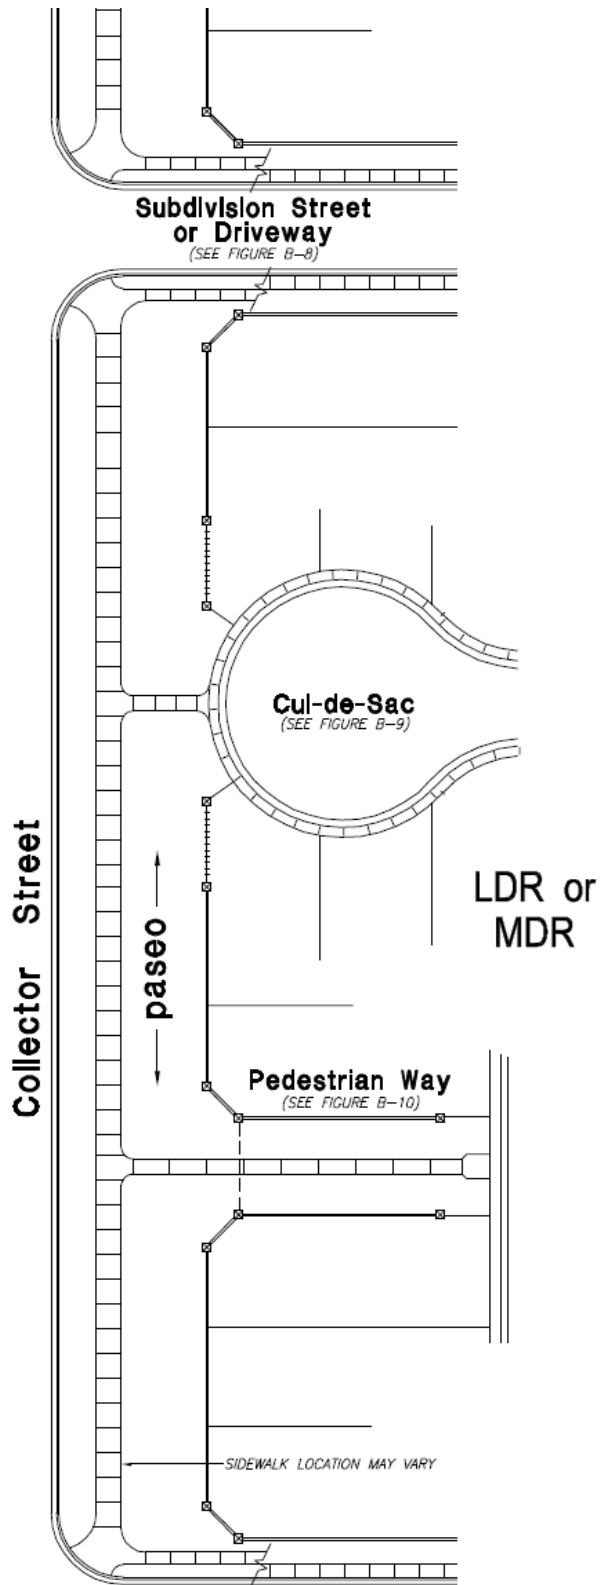 Subdivision Street
or Driveway
(SEE FIGURE B-8)
Cul-de-Sac
(SEE FIGURE B-9)
Collector Street
paseo
LDR or
MDR
Pedestrian Way
(SEE FIGURE B-10)
SIDEWALK LOCATION MAY VARY